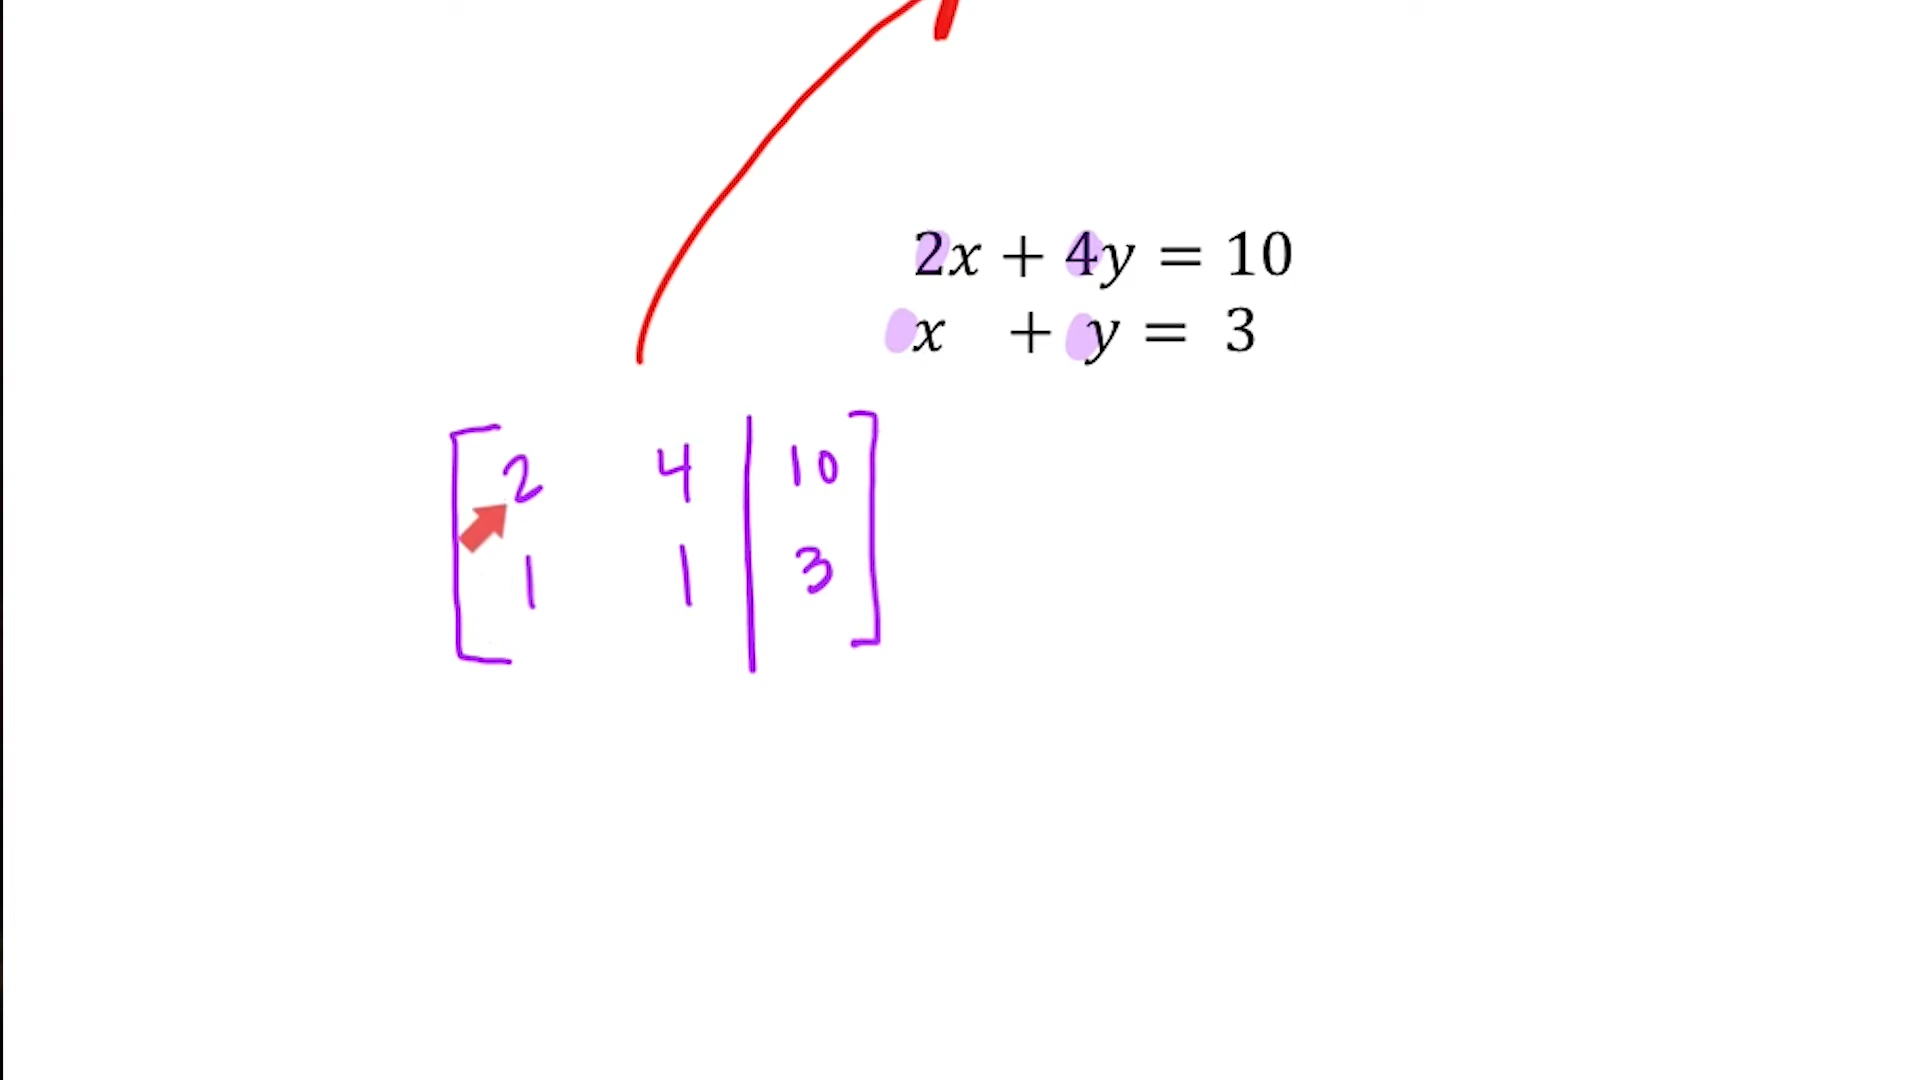 2x + 4y = 10
x + y = 3
2 4 | 10
1 1 | 3